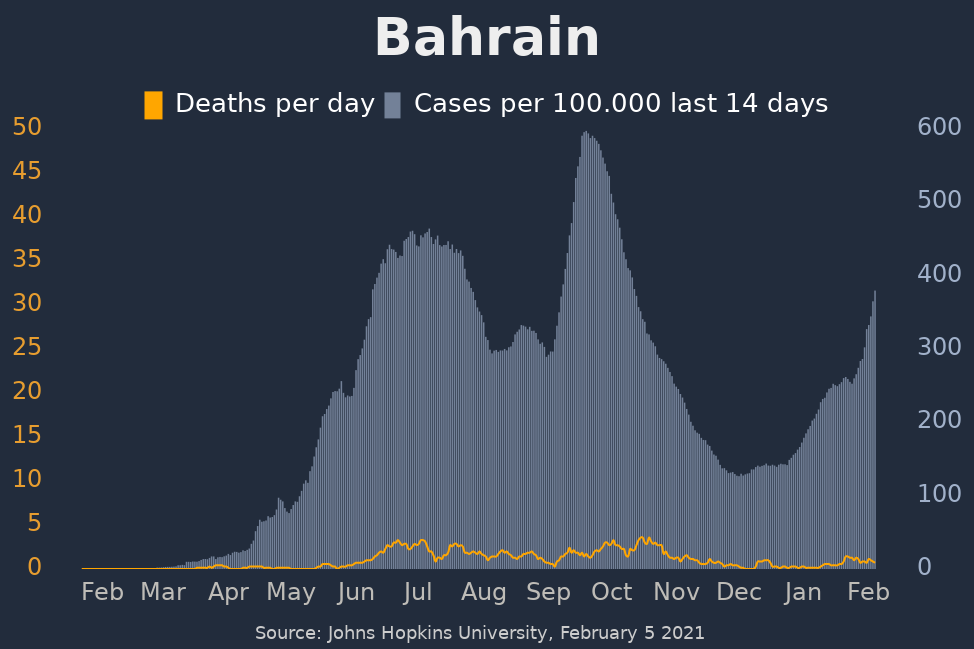 Bahrain
Deaths per day Cases per 100.000 last 14 days
50 600
45
40 500
35
30 400
25 300
20
15 200
10 100
5
0 0
Feb Mar Apr May Jun Jul Aug Sep Oct Nov Dec Jan Feb
Source: Johns Hopkins University, February 5 2021